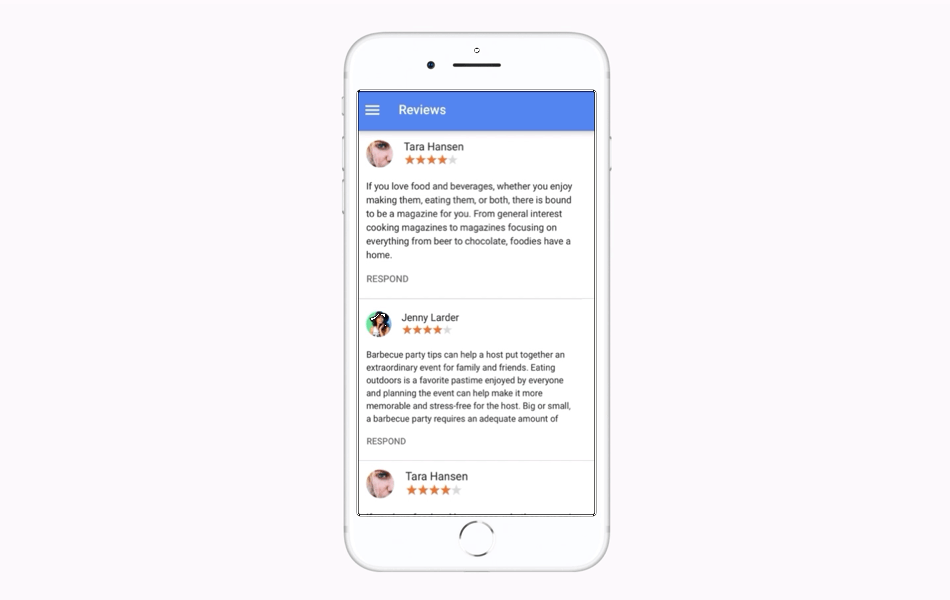 Reviews
Tara Hansen
If you love food and beverages, whether you enjoy
making them, eating them, or both, there is bound
to be a magazine for you. From general interest
cooking magazines to magazines focusing on
everything from beer to chocolate, foodies have a
home.
RESPOND
Jenny Larder
Barbecue party tips can help a host put together an
extraordinary event for family and friends. Eating
outdoors is a favorite pastime enjoyed by everyone
and planning the event can help make it more
memorable and stress-free for the host. Big or small,
a barbecue party requires an adequate amount of
RESPOND
Tara Hansen